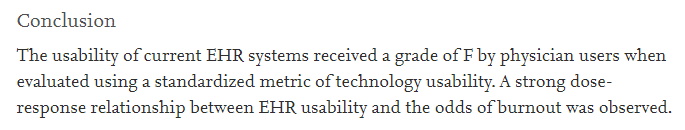 Conclusion
The usability of current EHR systems received a grade of F by physician users when
evaluated using a standardized metric of technology usability. A strong dose-
response relationship between EHR usability and the odds of burnout was observed.